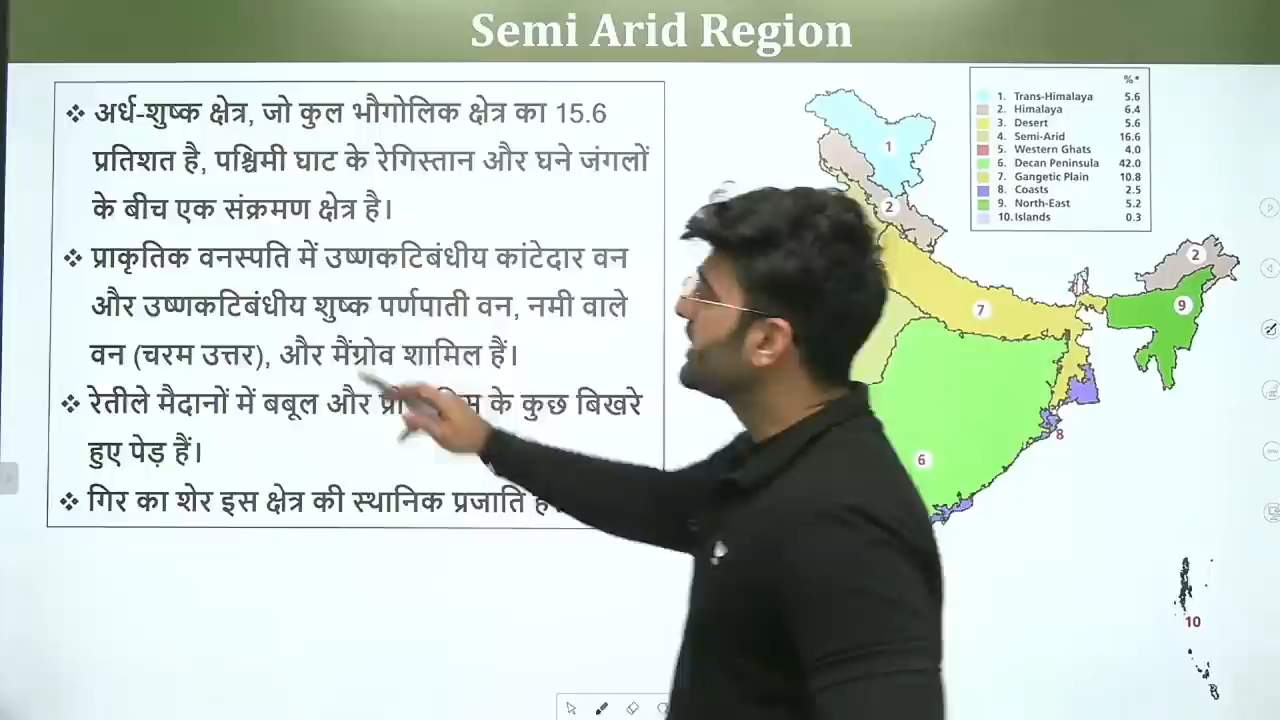 Semi Arid Region
❖ अर्ध-शुष्क क्षेत्र, जो कुल भौगोलिक क्षेत्र का 15.6
प्रतिशत है, पश्चिमी घाट के रेगिस्तान और घने जंगलों
के बीच एक संक्रमण क्षेत्र है।
❖ प्राकृतिक वनस्पति में उष्णकटिबंधीय कांटेदार वन
और उष्णकटिबंधीय शुष्क पर्णपाती वन, नमी वाले
वन (चरम उत्तर), और मैंग्रोव शामिल हैं।
❖ रेतीले मैदानों में बबूल और के कुछ बिखरे
हुए पेड़ हैं।
❖ गिर का शेर इस क्षेत्र की स्थानिक प्रजाति
%*
1. Trans-Himalaya 5.6
2. Himalaya 6.4
3. Desert 5.6
4. Semi-Arid 16.6
5. Western Ghats 4.0
6. Decan Peninsula 42.0
7. Gangetic Plain 10.8
8. Coasts 2.5
9. North-East 5.2
10. Islands 0.3
1
2
2
9
7
8
6
10